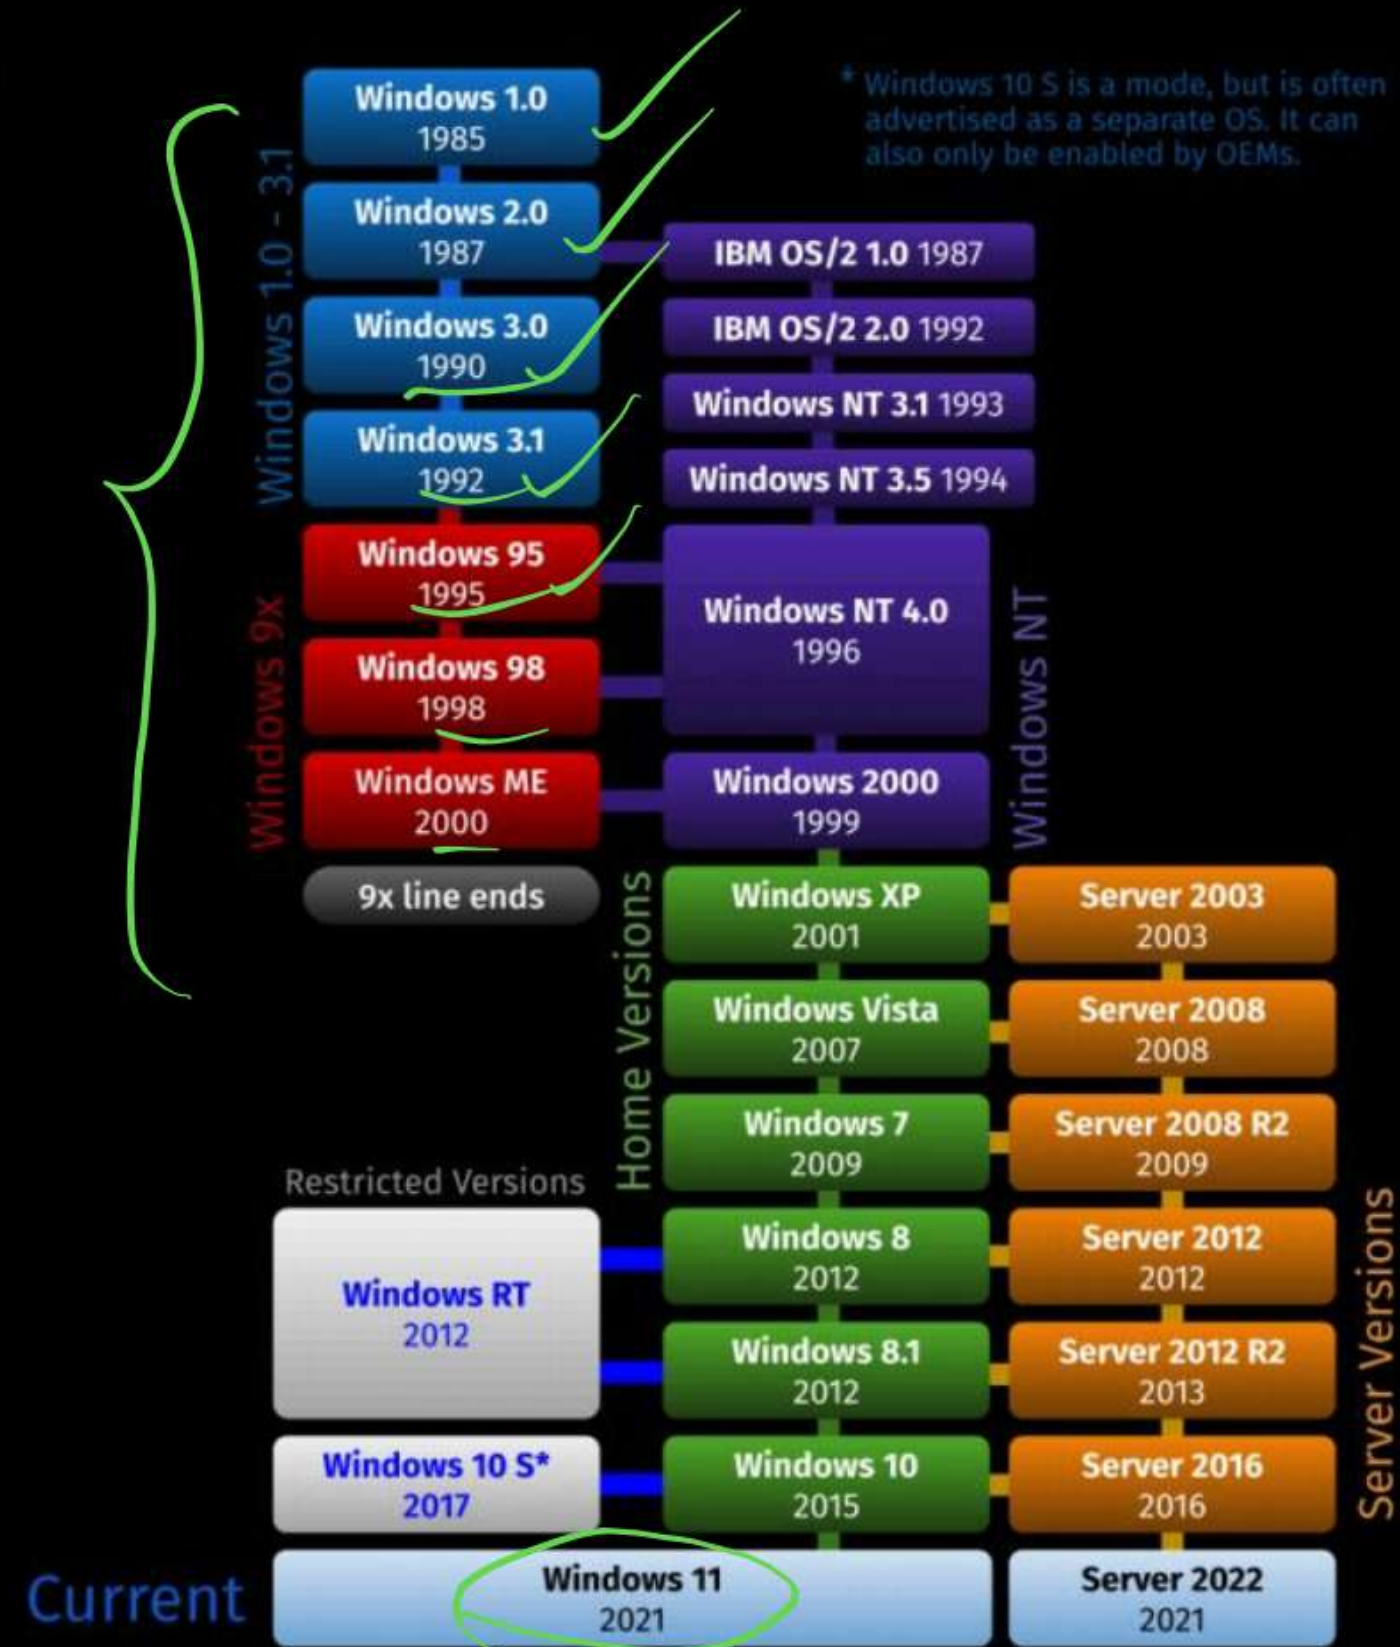 * Windows 10 S is a mode, but is often
advertised as a separate OS. It can
also only be enabled by OEMs.
Windows 1.0 - 3.1
Windows 1.0
1985
Windows 2.0
1987
Windows 3.0
1990
Windows 3.1
1992
Windows 9x
Windows 95
1995
Windows 98
1998
Windows ME
2000
9x line ends
IBM OS/2 1.0 1987
IBM OS/2 2.0 1992
Windows NT 3.1 1993
Windows NT 3.5 1994
Windows NT 4.0
1996
Windows 2000
1999
Windows NT
Home Versions
Windows XP
2001
Windows Vista
2007
Windows 7
2009
Windows 8
2012
Windows 8.1
2012
Windows 10
2015
Server 2003
2003
Server 2008
2008
Server 2008 R2
2009
Server 2012
2012
Server 2012 R2
2013
Server 2016
2016
Server Versions
Restricted Versions
Windows RT
2012
Windows 10 S*
2017
Current
Windows 11
2021
Server 2022
2021